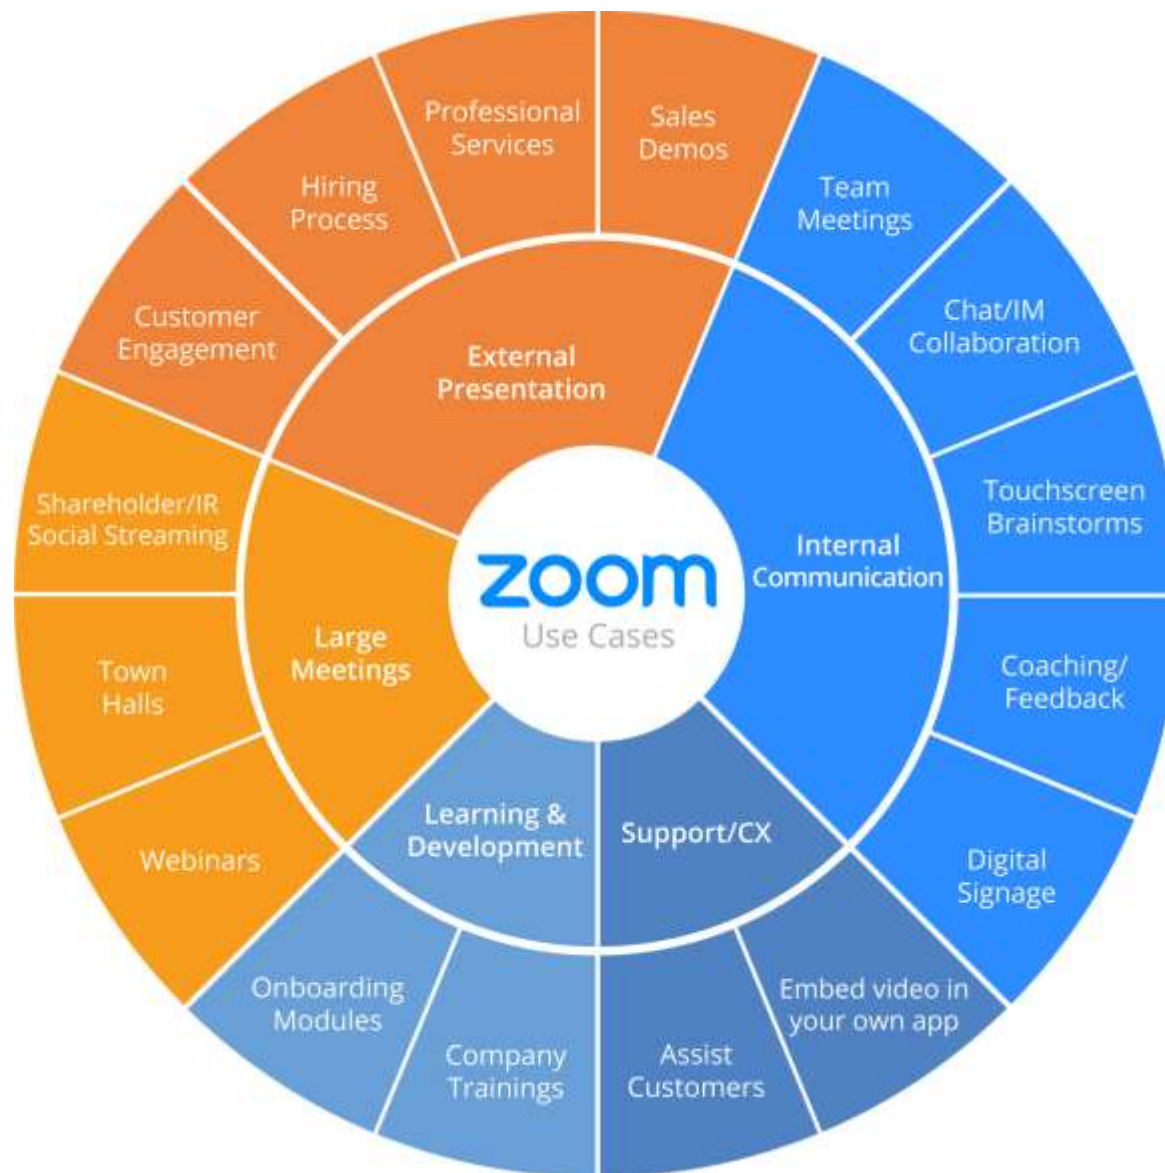 Professional
Services
Sales
Demos
Team
Meetings
Chat/IM
Collaboration
Touchscreen
Brainstorms
Coaching/
Feedback
Digital
Signage
Embed video in
your own app
Assist
Customers
Company
Trainings
Onboarding
Modules
Webinars
Town
Halls
Shareholder/IR
Social Streaming
Customer
Engagement
Hiring
Process
External
Presentation
Internal
Communication
Support/CX
Learning &
Development
Large
Meetings
zoom
Use Cases